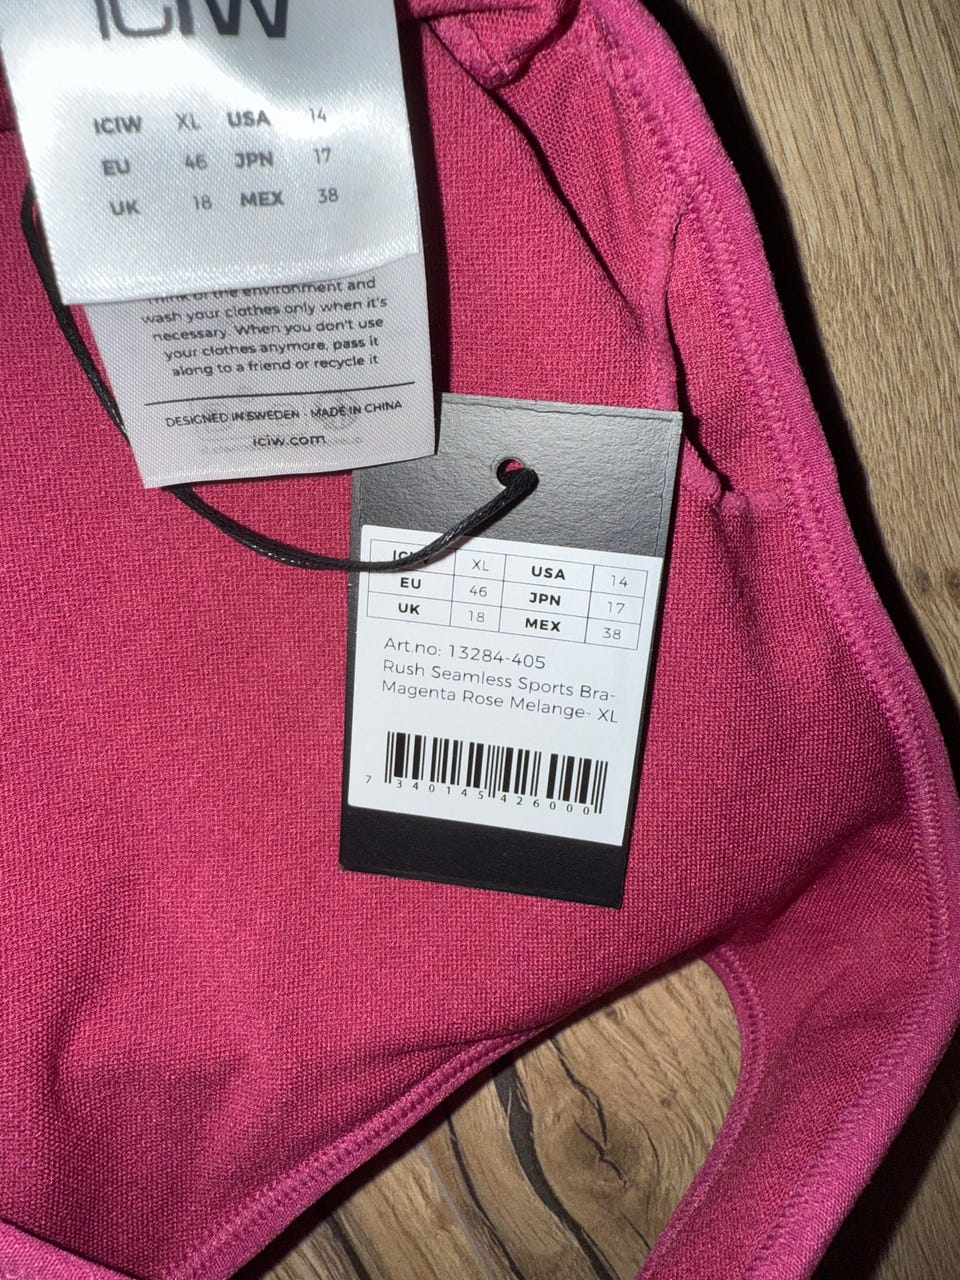 ICIW
ICIW XL USA 14
EU 46 JPN 17
UK 18 MEX 38
Think of the environment and
wash your clothes only when it's
necessary. When you don't use
your clothes anymore, pass it
along to a friend or recycle it
DESIGNED IN SWEDEN · MADE IN CHINA
iciw.com
ICIW XL USA 14
EU 46 JPN 17
UK 18 MEX 38
Art.no: 13284-405
Rush Seamless Sports Bra-
Magenta Rose Melange- XL
7 340145 426000